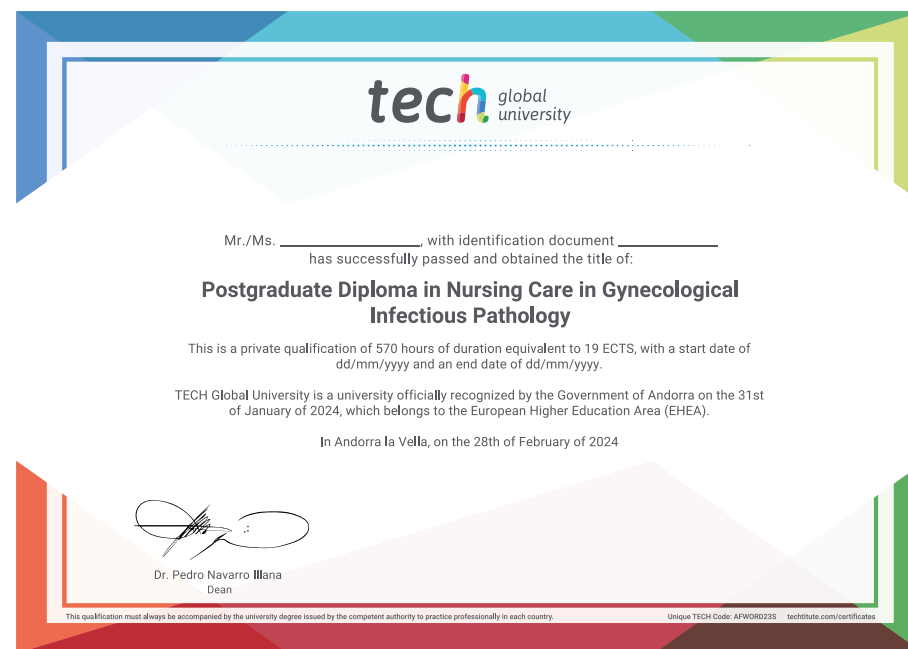 tech global
university
Mr./Ms. ____________________, with identification document ______________
has successfully passed and obtained the title of:
Postgraduate Diploma in Nursing Care in Gynecological
Infectious Pathology
This is a private qualification of 570 hours of duration equivalent to 19 ECTS, with a start date of
dd/mm/yyyy and an end date of dd/mm/yyyy.
TECH Global University is a university officially recognized by the Government of Andorra on the 31st
of January of 2024, which belongs to the European Higher Education Area (EHEA).
In Andorra la Vella, on the 28th of February of 2024
Dr. Pedro Navarro Illana
Dean
This qualification must always be accompanied by the university degree issued by the competent authority to practice professionally in each country.
Unique TECH Code: AFWORD23S techtitute.com/certificates